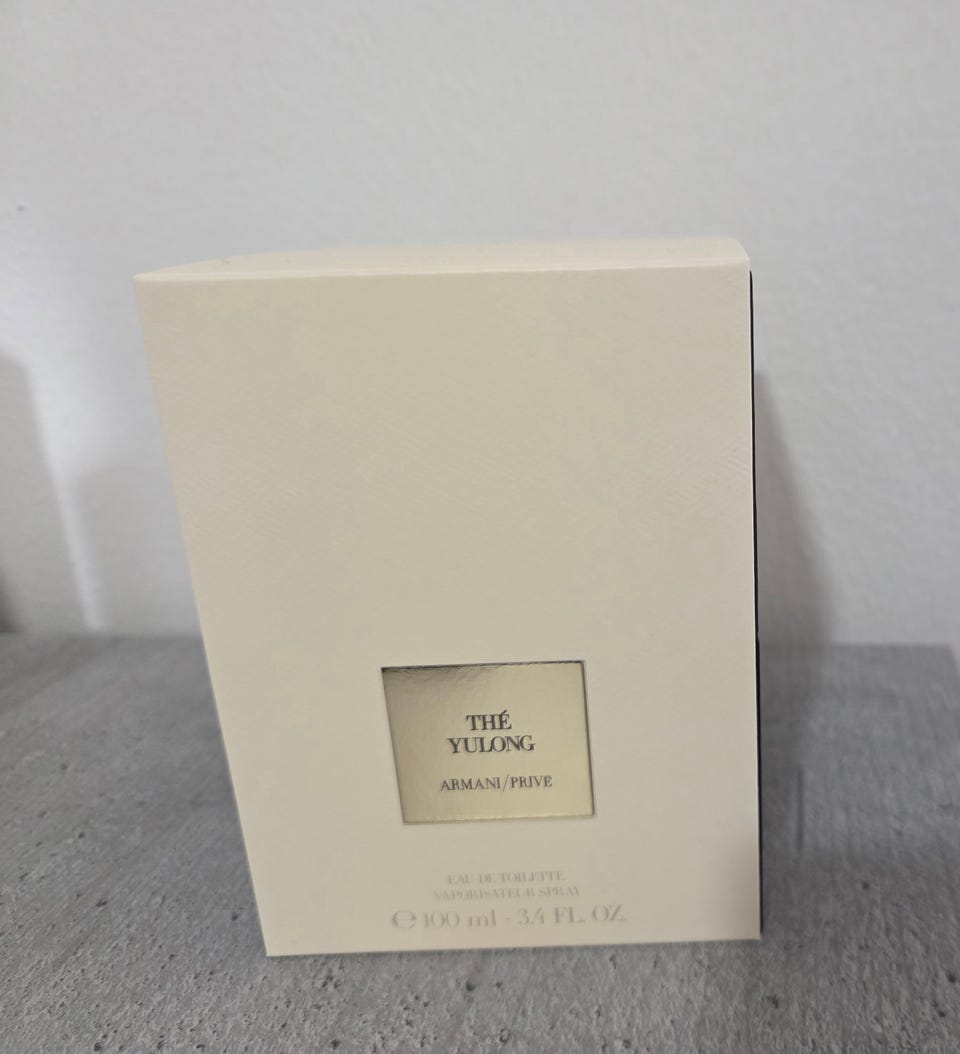 THÉ
YULONG
ARMANI/PRIVE
EAU DE TOILETTE
VAPORISATEUR SPRAY
℮ 100 ml - 3.4 FL. OZ.